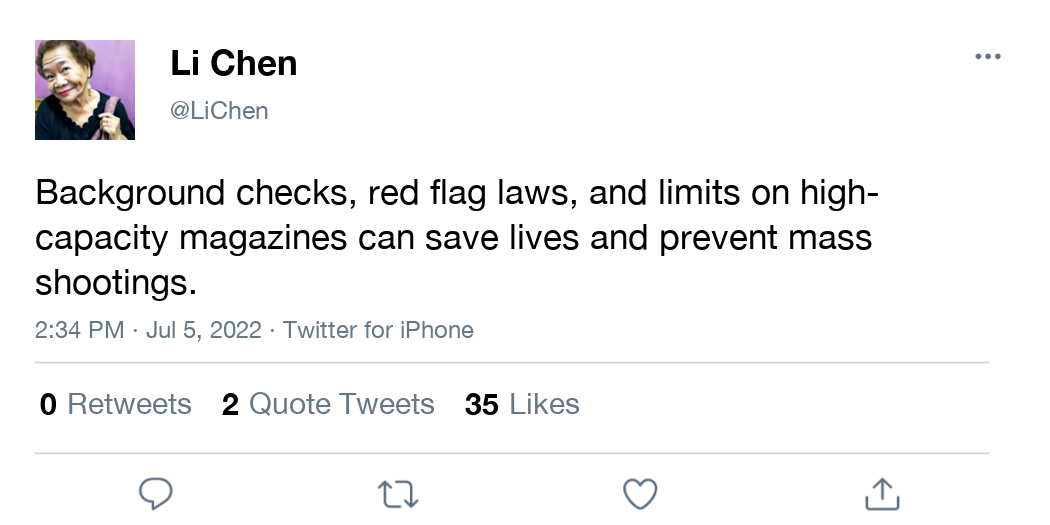 Li Chen
@LiChen
Background checks, red flag laws, and limits on high-
capacity magazines can save lives and prevent mass
shootings.
2:34 PM · Jul 5, 2022 · Twitter for iPhone
0 Retweets 2 Quote Tweets 35 Likes